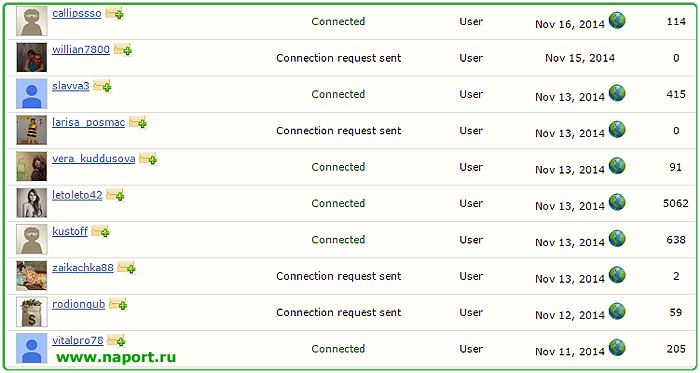 callipssso Connected User Nov 16, 2014 114
willian7800 Connection request sent User Nov 15, 2014 0
slavva3 Connected User Nov 13, 2014 415
larisa_posmac Connection request sent User Nov 13, 2014 0
vera_kuddusova Connected User Nov 13, 2014 91
letoleto42 Connected User Nov 13, 2014 5062
kustoff Connected User Nov 13, 2014 638
zaikachka88 Connection request sent User Nov 13, 2014 2
rodiongub Connection request sent User Nov 12, 2014 59
vitalpro78 Connected User Nov 11, 2014 205
www.naport.ru